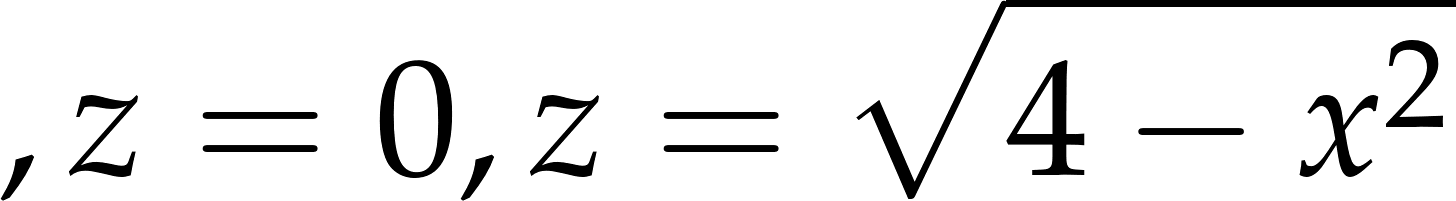 , z = 0, z = √(4 − x²)